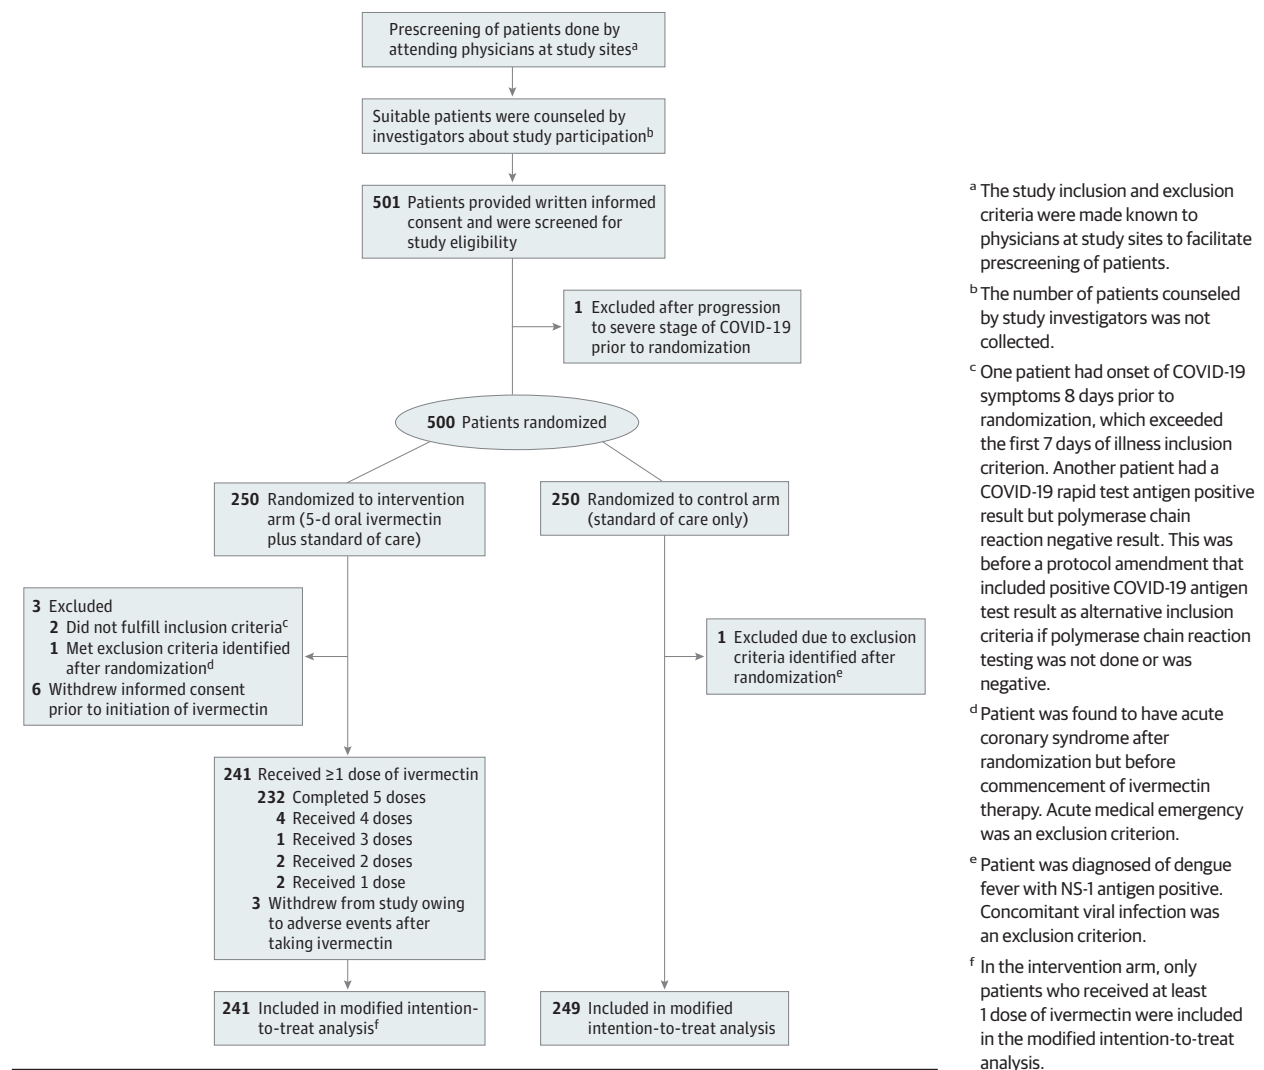 Prescreening of patients done by
attending physicians at study sitesa
Suitable patients were counseled by
investigators about study participationb
501 Patients provided written informed
consent and were screened for
study eligibility
1 Excluded after progression
to severe stage of COVID-19
prior to randomization
500 Patients randomized
250 Randomized to intervention
arm (5-d oral ivermectin
plus standard of care)
250 Randomized to control arm
(standard of care only)
3 Excluded
2 Did not fulfill inclusion criteriac
1 Met exclusion criteria identified
after randomizationd
6 Withdrew informed consent
prior to initiation of ivermectin
1 Excluded due to exclusion
criteria identified after
randomizatione
241 Received ≥1 dose of ivermectin
232 Completed 5 doses
4 Received 4 doses
1 Received 3 doses
2 Received 2 doses
2 Received 1 dose
3 Withdrew from study owing
to adverse events after
taking ivermectin
241 Included in modified intention-
to-treat analysisf
249 Included in modified
intention-to-treat analysis
a The study inclusion and exclusion
criteria were made known to
physicians at study sites to facilitate
prescreening of patients.
b The number of patients counseled
by study investigators was not
collected.
c One patient had onset of COVID-19
symptoms 8 days prior to
randomization, which exceeded
the first 7 days of illness inclusion
criterion. Another patient had a
COVID-19 rapid test antigen positive
result but polymerase chain
reaction negative result. This was
before a protocol amendment that
included positive COVID-19 antigen
test result as alternative inclusion
criteria if polymerase chain reaction
testing was not done or was
negative.
d Patient was found to have acute
coronary syndrome after
randomization but before
commencement of ivermectin
therapy. Acute medical emergency
was an exclusion criterion.
e Patient was diagnosed of dengue
fever with NS-1 antigen positive.
Concomitant viral infection was
an exclusion criterion.
f In the intervention arm, only
patients who received at least
1 dose of ivermectin were included
in the modified intention-to-treat
analysis.